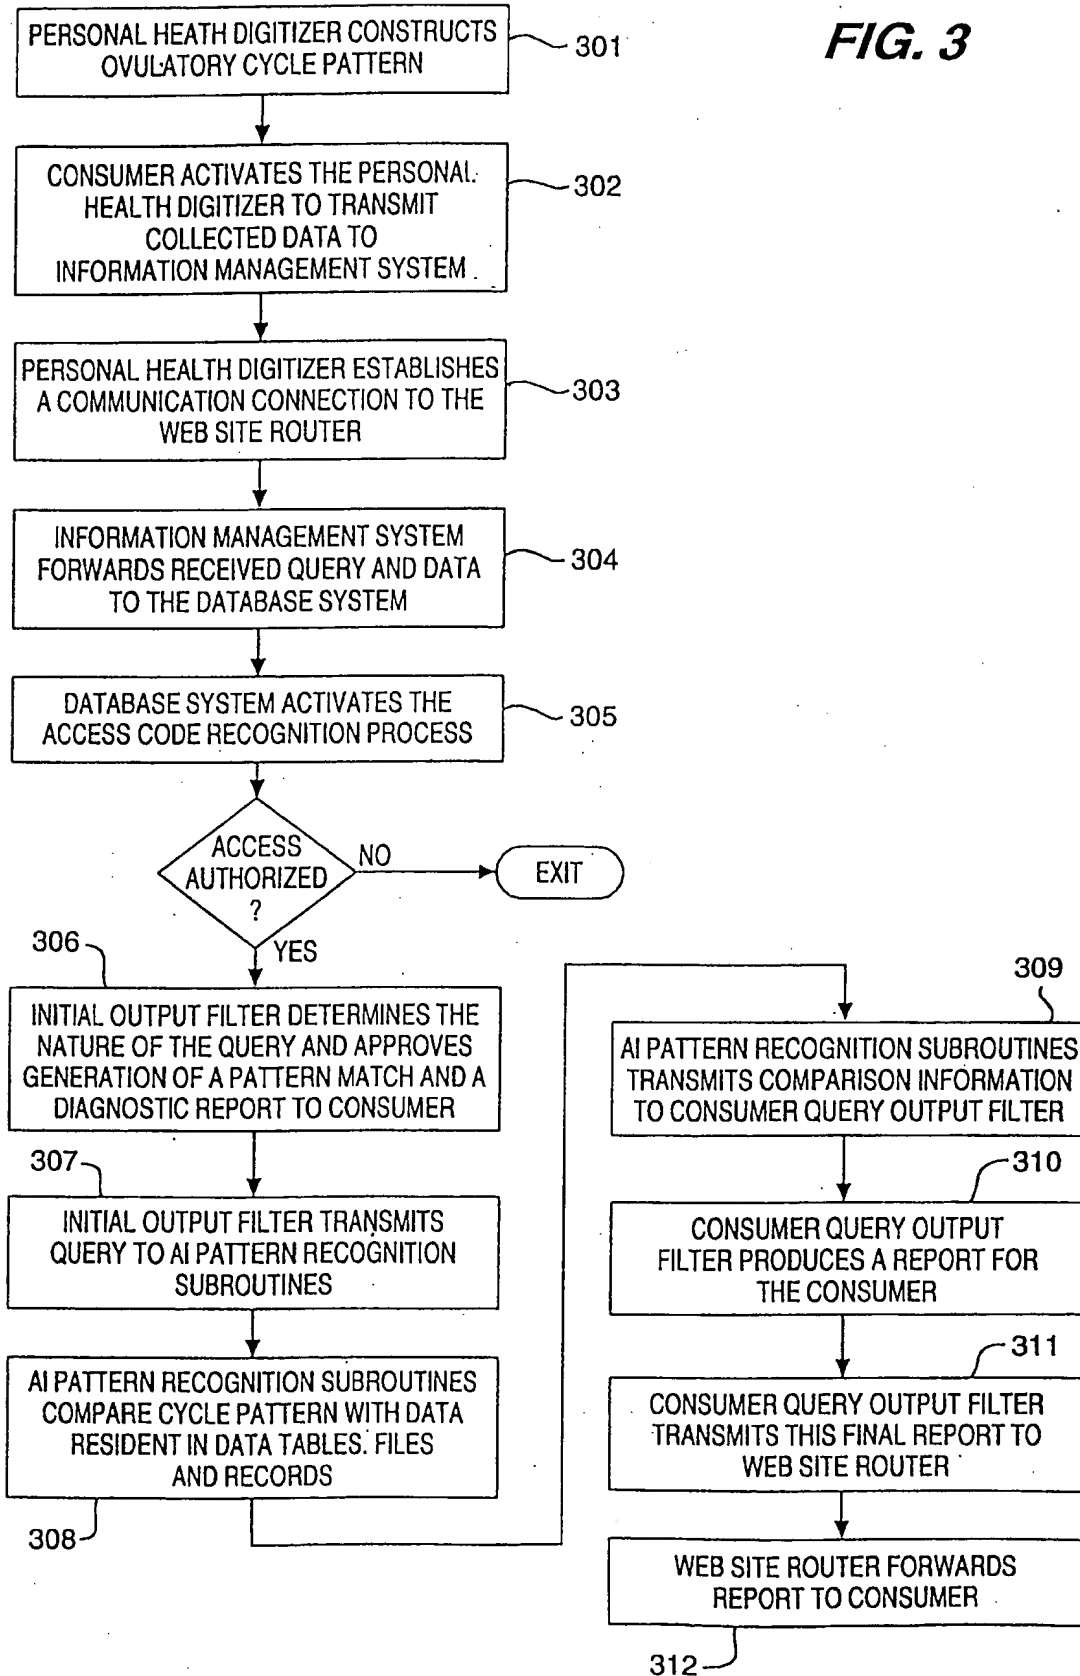 FIG. 3
PERSONAL HEATH DIGITIZER CONSTRUCTS
OVULATORY CYCLE PATTERN
301
CONSUMER ACTIVATES THE PERSONAL
HEALTH DIGITIZER TO TRANSMIT
COLLECTED DATA TO
INFORMATION MANAGEMENT SYSTEM
302
PERSONAL HEALTH DIGITIZER ESTABLISHES
A COMMUNICATION CONNECTION TO THE
WEB SITE ROUTER
303
INFORMATION MANAGEMENT SYSTEM
FORWARDS RECEIVED QUERY AND DATA
TO THE DATABASE SYSTEM
304
DATABASE SYSTEM ACTIVATES THE
ACCESS CODE RECOGNITION PROCESS
305
ACCESS
AUTHORIZED
?
NO
EXIT
YES
306
INITIAL OUTPUT FILTER DETERMINES THE
NATURE OF THE QUERY AND APPROVES
GENERATION OF A PATTERN MATCH AND A
DIAGNOSTIC REPORT TO CONSUMER
307
INITIAL OUTPUT FILTER TRANSMITS
QUERY TO AI PATTERN RECOGNITION
SUBROUTINES
AI PATTERN RECOGNITION SUBROUTINES
COMPARE CYCLE PATTERN WITH DATA
RESIDENT IN DATA TABLES. FILES
AND RECORDS
308
309
AI PATTERN RECOGNITION SUBROUTINES
TRANSMITS COMPARISON INFORMATION
TO CONSUMER QUERY OUTPUT FILTER
310
CONSUMER QUERY OUTPUT
FILTER PRODUCES A REPORT FOR
THE CONSUMER
311
CONSUMER QUERY OUTPUT FILTER
TRANSMITS THIS FINAL REPORT TO
WEB SITE ROUTER
WEB SITE ROUTER FORWARDS
REPORT TO CONSUMER
312